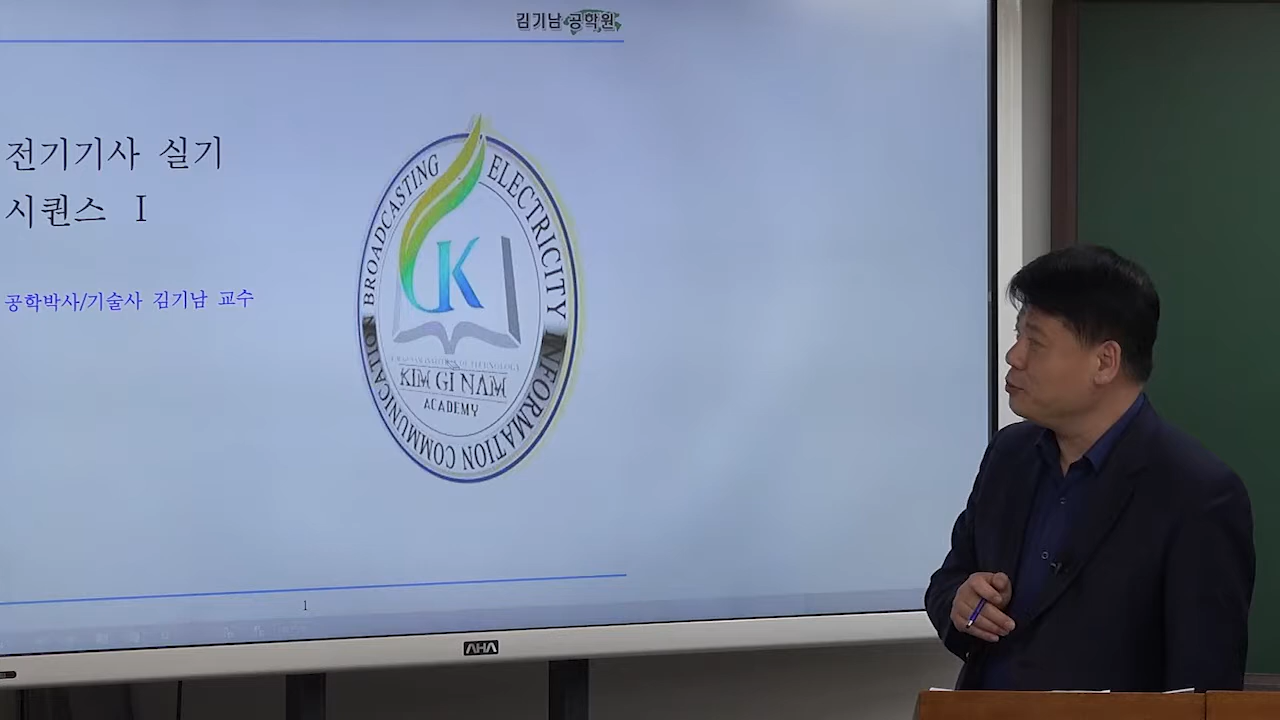 김기남 공학원
전기기사 실기
시퀀스 Ⅰ
공학박사/기술사 김기남 교수
BROADCASTING ELECTRICITY INFORMATION COMMUNICATION
K
KIM GI NAM
ACADEMY
1
AHA